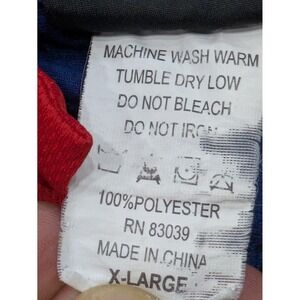 MACHINE WASH WARM
TUMBLE DRY LOW
DO NOT BLEACH
DO NOT IRON
100%POLYESTER
RN 83039
MADE IN CHINA
X-LARGE